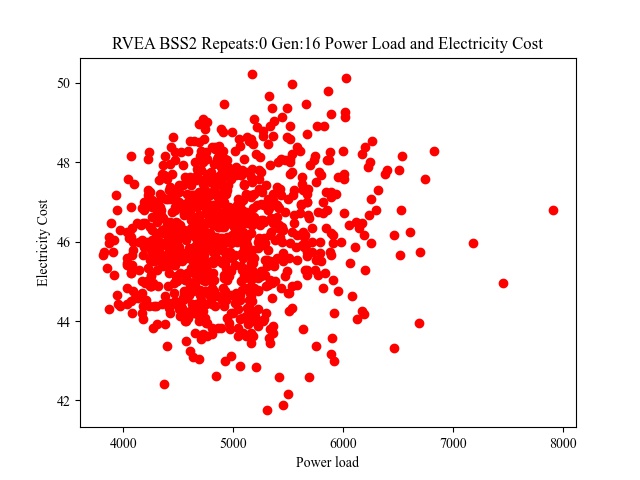 RVEA BSS2 Repeats:0 Gen:16 Power Load and Electricity Cost
50
48
46
44
42
Electricity Cost
4000 5000 6000 7000 8000
Power load